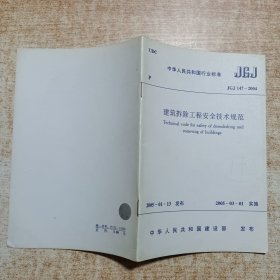 UDC
中华人民共和国行业标准
JGJ
P
JGJ 147-2004
建筑拆除工程安全技术规范
Technical code for safety of demolishing and
removing of buildings
2005-01-13 发布
2005-03-01 实施
中华人民共和国建设部 发布